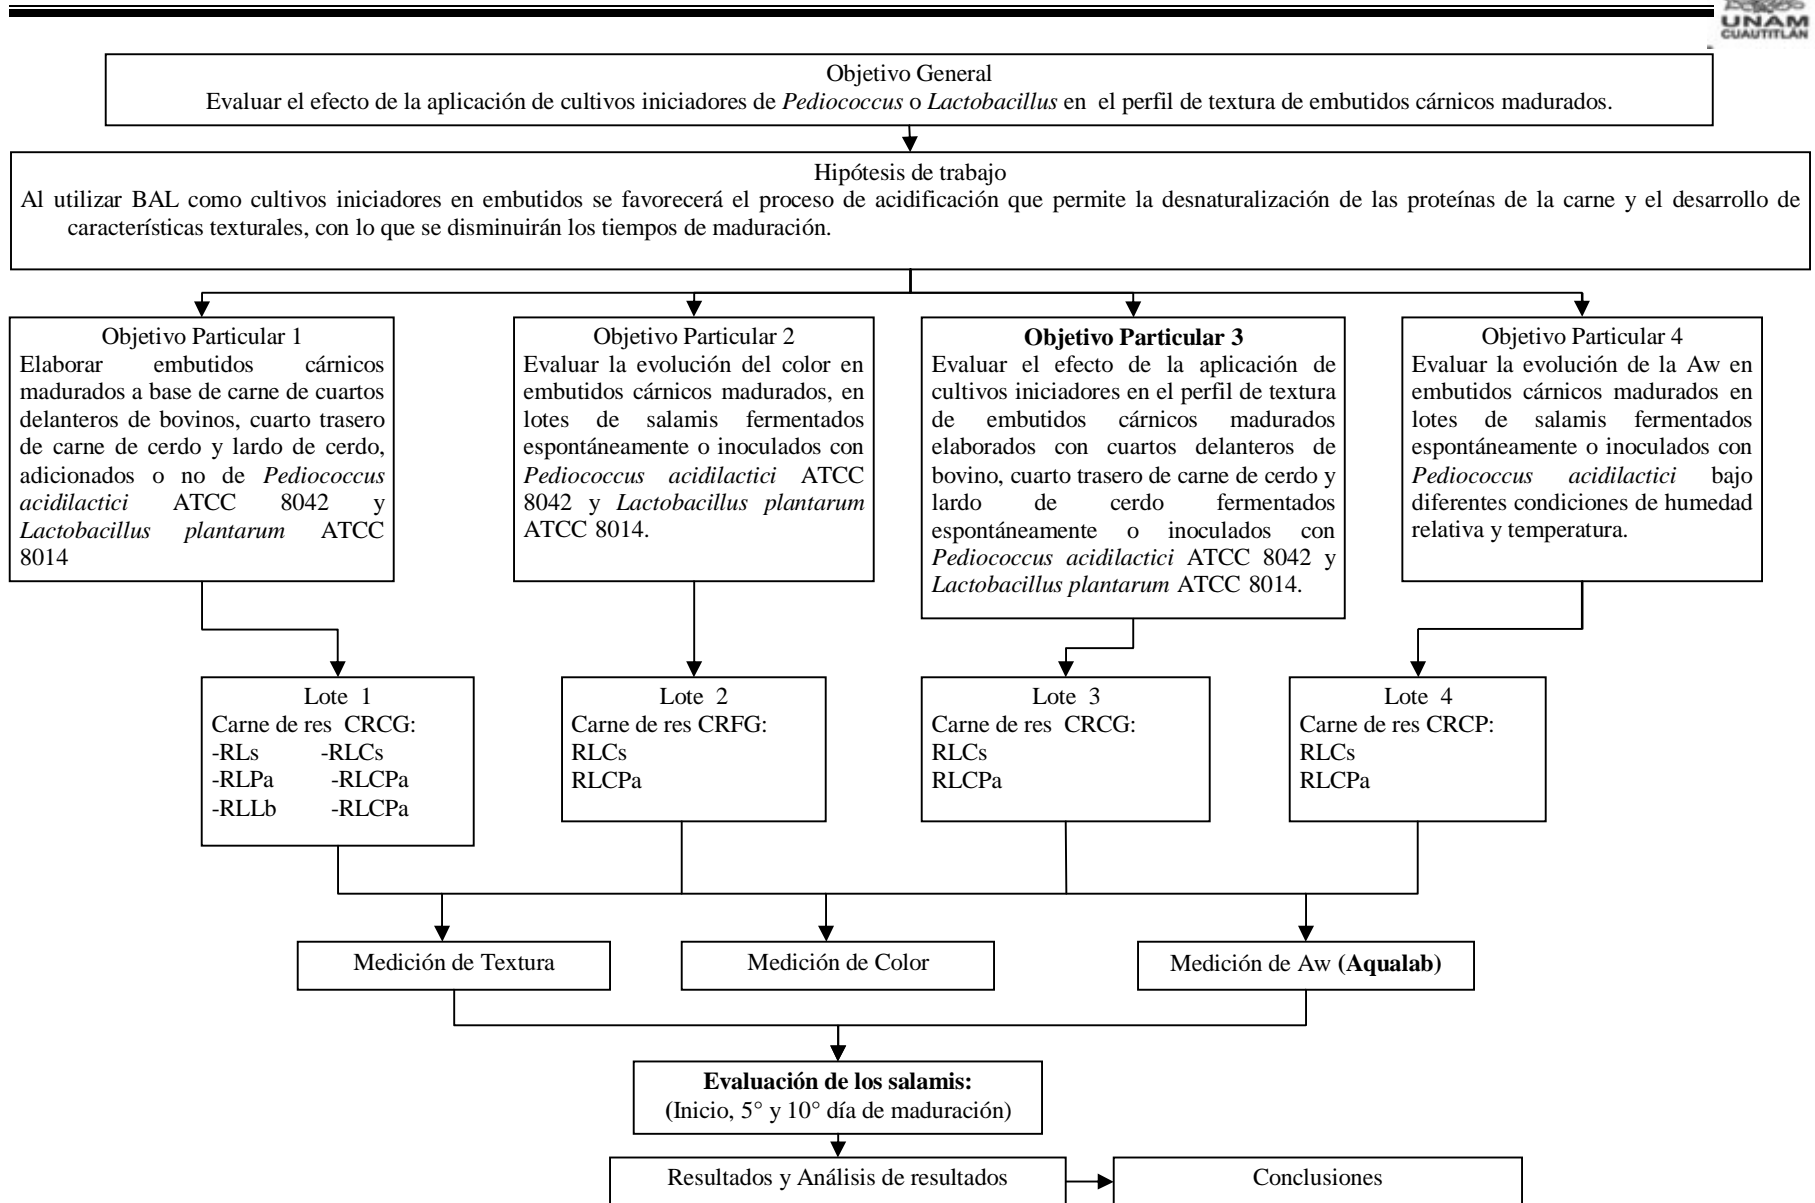 UNAM
CUAUTITLÁN
Objetivo General
Evaluar el efecto de la aplicación de cultivos iniciadores de Pediococcus o Lactobacillus en el perfil de textura de embutidos cárnicos madurados.
Hipótesis de trabajo
Al utilizar BAL como cultivos iniciadores en embutidos se favorecerá el proceso de acidificación que permite la desnaturalización de las proteínas de la carne y el desarrollo de
características texturales, con lo que se disminuirán los tiempos de maduración.
Objetivo Particular 1
Elaborar embutidos cárnicos
madurados a base de carne de cuartos
delanteros de bovinos, cuarto trasero
de carne de cerdo y lardo de cerdo,
adicionados o no de Pediococcus
acidilactici ATCC 8042 y
Lactobacillus plantarum ATCC
8014
Objetivo Particular 2
Evaluar la evolución del color en
embutidos cárnicos madurados, en
lotes de salamis fermentados
espontáneamente o inoculados con
Pediococcus acidilactici ATCC
8042 y Lactobacillus plantarum
ATCC 8014.
Objetivo Particular 3
Evaluar el efecto de la aplicación de
cultivos iniciadores en el perfil de textura
de embutidos cárnicos madurados
elaborados con cuartos delanteros de
bovino, cuarto trasero de carne de cerdo y
lardo de cerdo fermentados
espontáneamente o inoculados con
Pediococcus acidilactici ATCC 8042 y
Lactobacillus plantarum ATCC 8014.
Objetivo Particular 4
Evaluar la evolución de la Aw en
embutidos cárnicos madurados en
lotes de salamis fermentados
espontáneamente o inoculados con
Pediococcus acidilactici bajo
diferentes condiciones de humedad
relativa y temperatura.
Lote 1
Carne de res CRCG:
-RLs -RLCs
-RLPa -RLCPa
-RLLb -RLCPa
Lote 2
Carne de res CRFG:
RLCs
RLCPa
Lote 3
Carne de res CRCG:
RLCs
RLCPa
Lote 4
Carne de res CRCP:
RLCs
RLCPa
Medición de Textura
Medición de Color
Medición de Aw (Aqualab)
Evaluación de los salamis:
(Inicio, 5° y 10° día de maduración)
Resultados y Análisis de resultados
Conclusiones